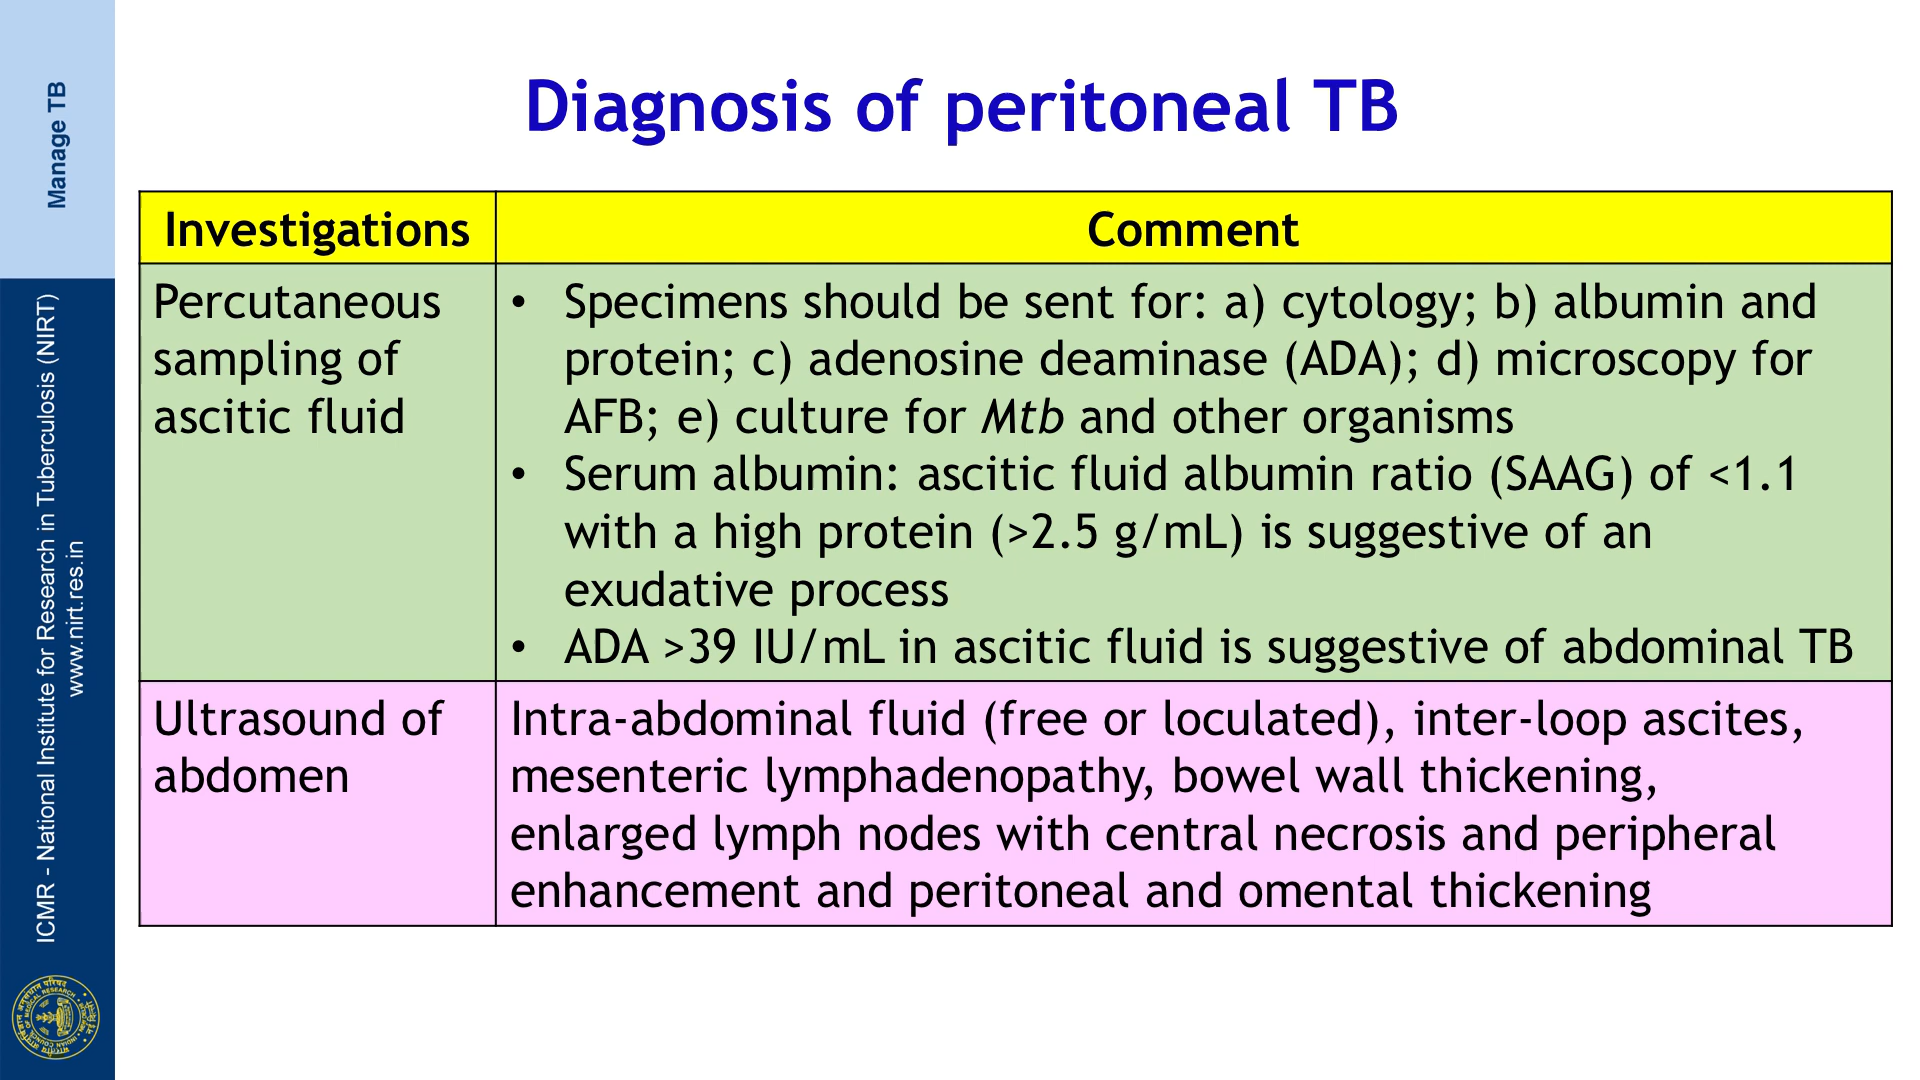 Manage TB
ICMR - National Institute for Research in Tuberculosis (NIRT)
www.nirt.res.in
Diagnosis of peritoneal TB
Investigations
Comment
Percutaneous
sampling of
ascitic fluid
• Specimens should be sent for: a) cytology; b) albumin and
protein; c) adenosine deaminase (ADA); d) microscopy for
AFB; e) culture for Mtb and other organisms
• Serum albumin: ascitic fluid albumin ratio (SAAG) of <1.1
with a high protein (>2.5 g/mL) is suggestive of an
exudative process
• ADA >39 IU/mL in ascitic fluid is suggestive of abdominal TB
Ultrasound of
abdomen
Intra-abdominal fluid (free or loculated), inter-loop ascites,
mesenteric lymphadenopathy, bowel wall thickening,
enlarged lymph nodes with central necrosis and peripheral
enhancement and peritoneal and omental thickening